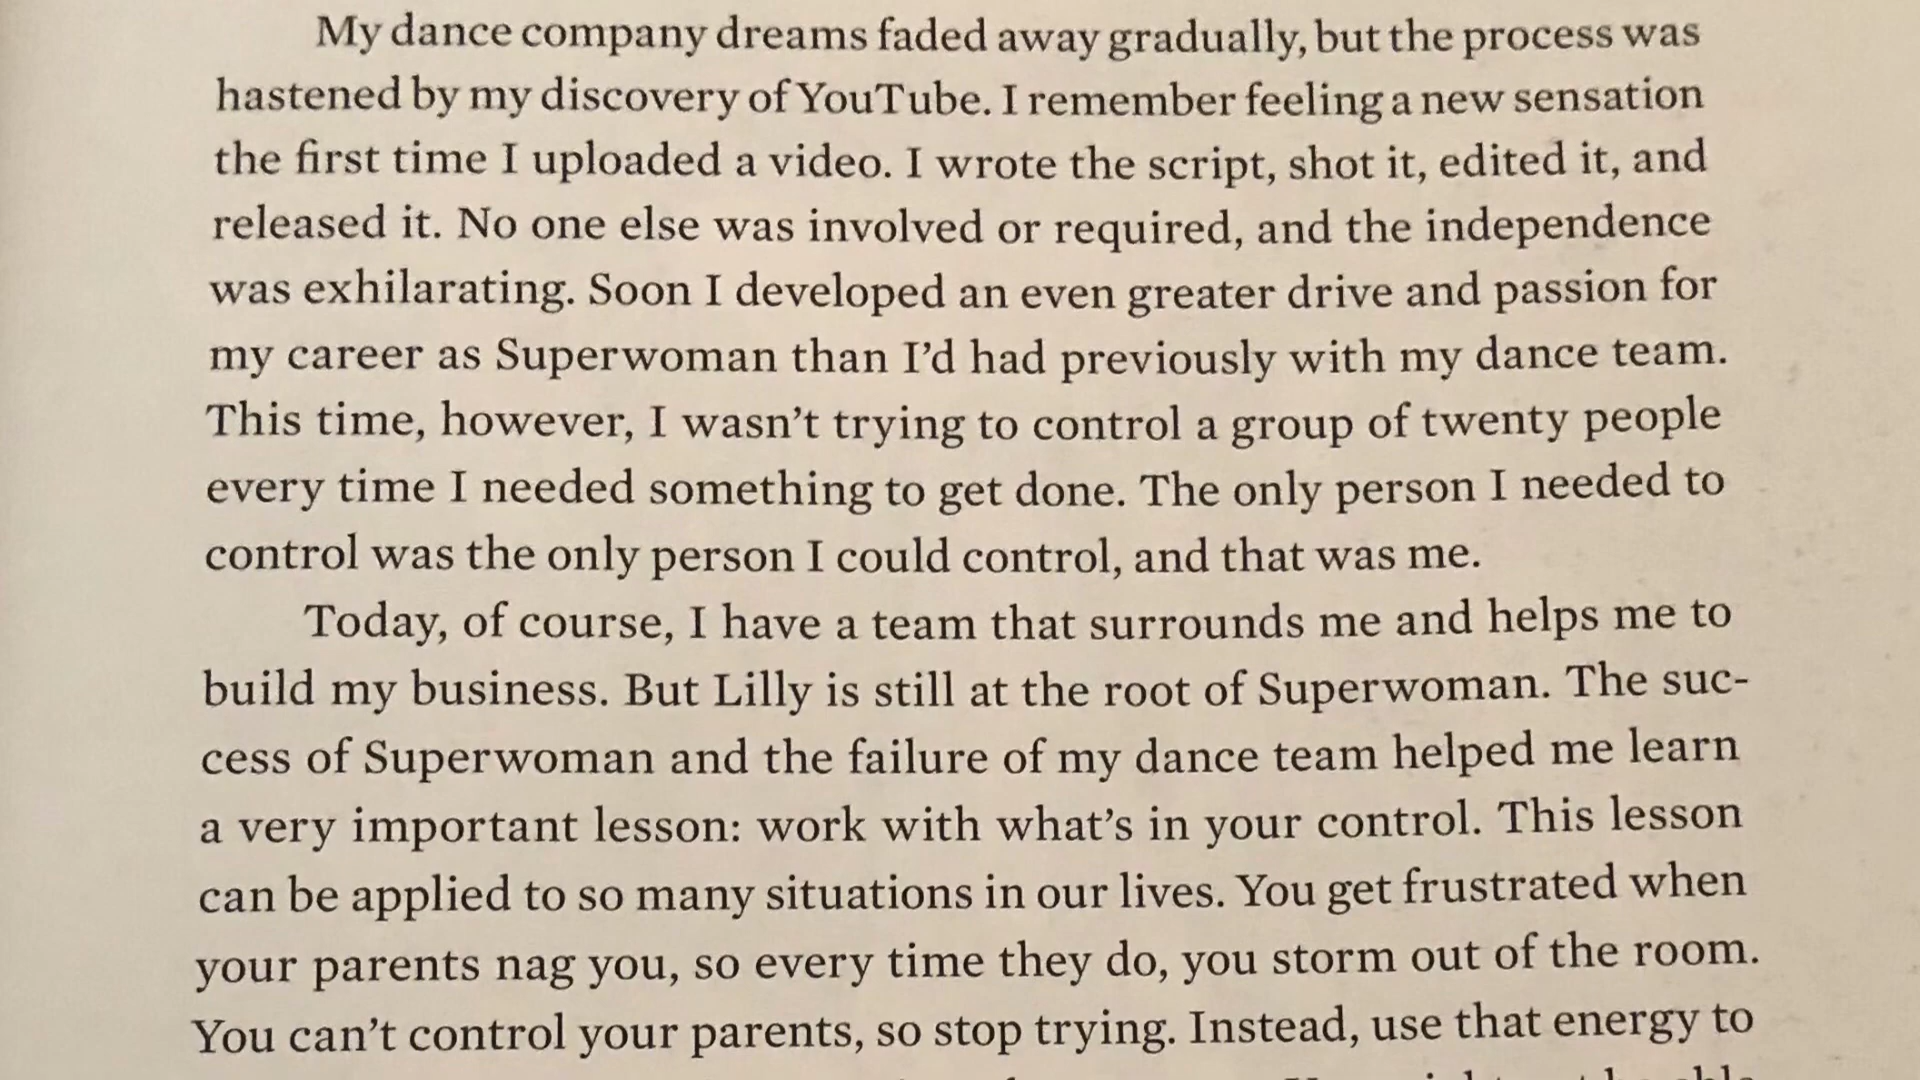 My dance company dreams faded away gradually, but the process was
hastened by my discovery of YouTube. I remember feeling a new sensation
the first time I uploaded a video. I wrote the script, shot it, edited it, and
released it. No one else was involved or required, and the independence
was exhilarating. Soon I developed an even greater drive and passion for
my career as Superwoman than I’d had previously with my dance team.
This time, however, I wasn’t trying to control a group of twenty people
every time I needed something to get done. The only person I needed to
control was the only person I could control, and that was me.
Today, of course, I have a team that surrounds me and helps me to
build my business. But Lilly is still at the root of Superwoman. The suc-
cess of Superwoman and the failure of my dance team helped me learn
a very important lesson: work with what’s in your control. This lesson
can be applied to so many situations in our lives. You get frustrated when
your parents nag you, so every time they do, you storm out of the room.
You can’t control your parents, so stop trying. Instead, use that energy to